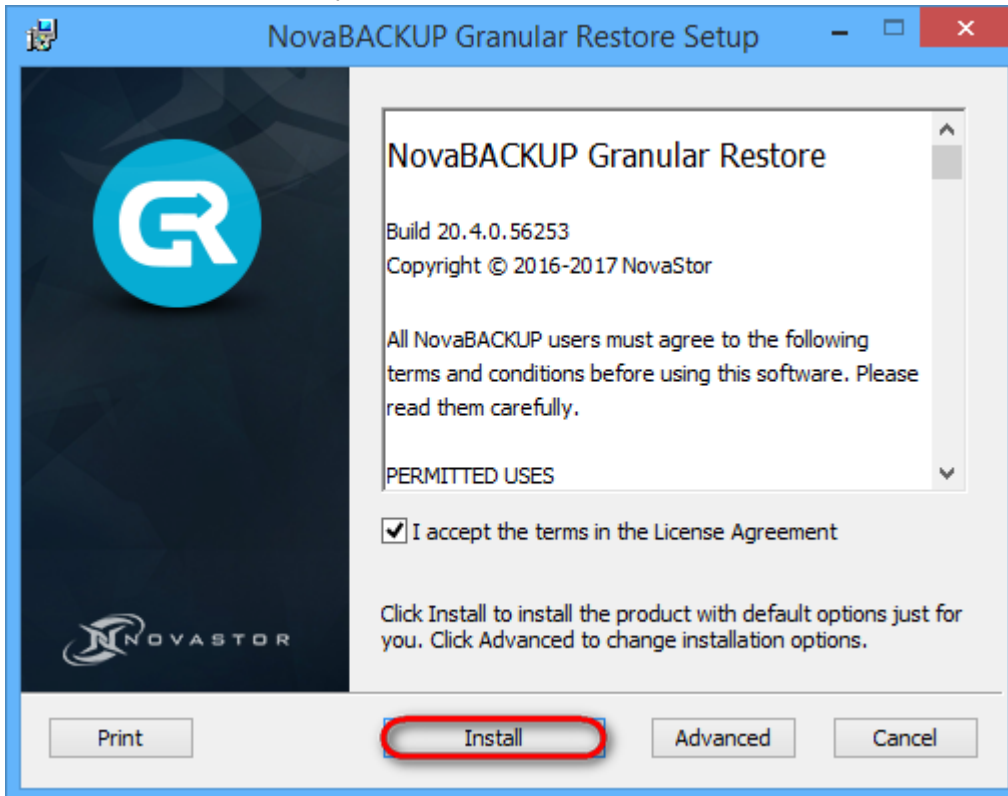 NovaBACKUP Granular Restore Setup
GR
NovaBACKUP Granular Restore
Build 20.4.0.56253
Copyright © 2016-2017 NovaStor
All NovaBACKUP users must agree to the following
terms and conditions before using this software. Please
read them carefully.
PERMITTED USES
I accept the terms in the License Agreement
Click Install to install the product with default options just for
you. Click Advanced to change installation options.
NOVASTOR
Print
Install
Advanced
Cancel